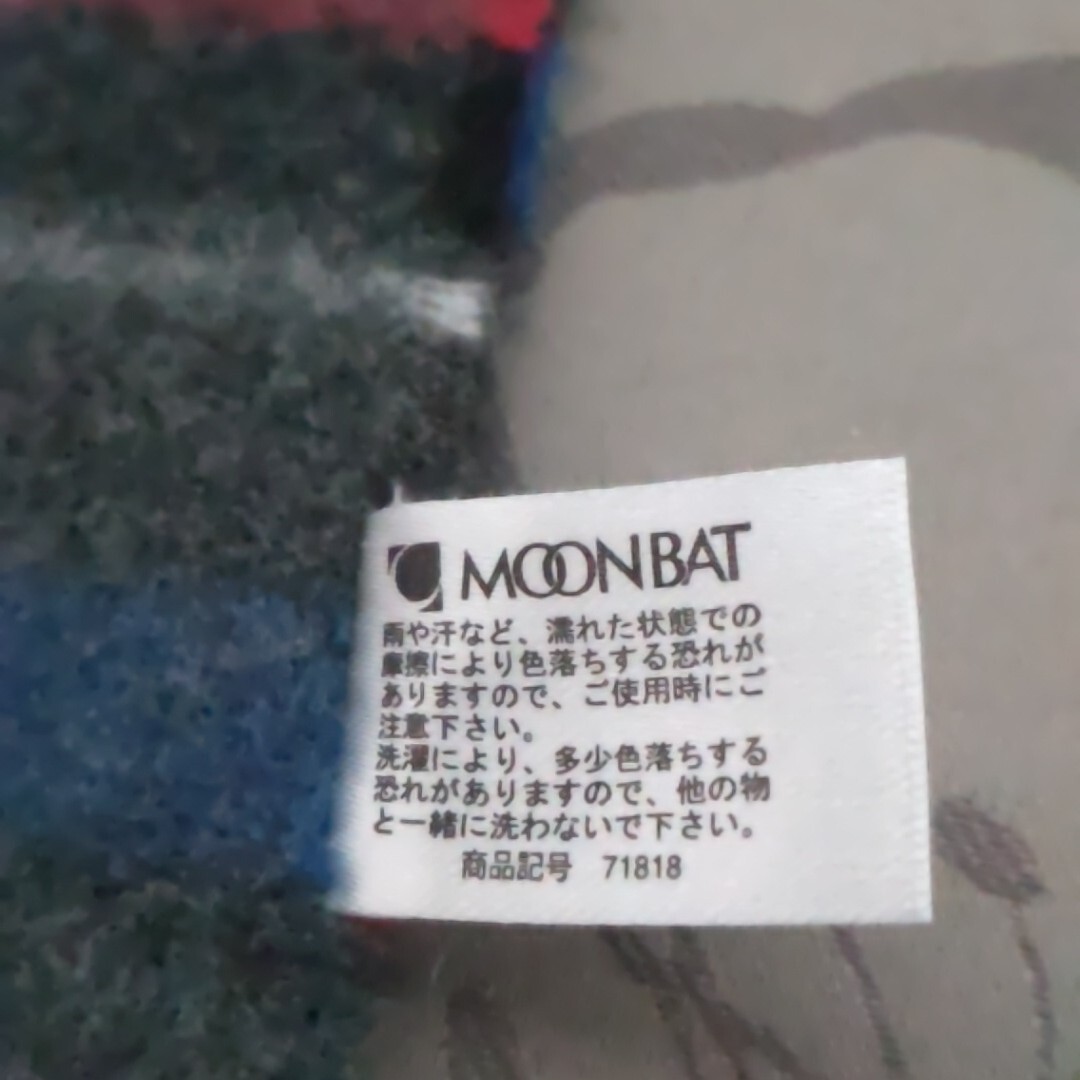 MOONBAT
雨や汗など、濡れた状態での
摩擦により色落ちする恐れが
ありますので、ご使用時にご
注意下さい。
洗濯により、多少色落ちする
恐れがありますので、他の物
と一緒に洗わないで下さい。
商品記号 71818